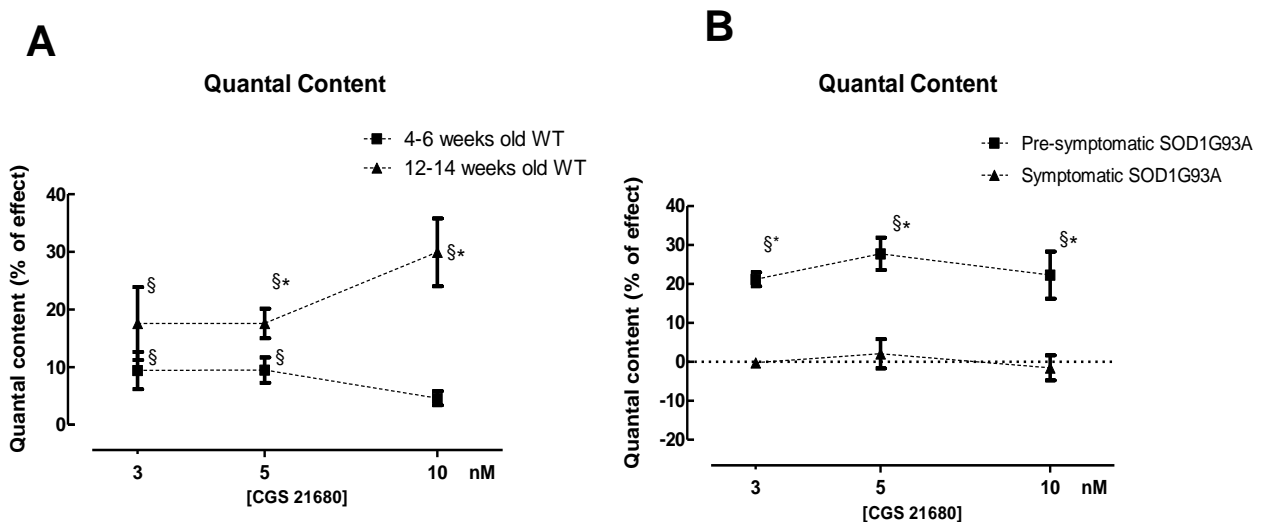 A
Quantal Content
4-6 weeks old WT
12-14 weeks old WT
Quantal content (% of effect)
40
30
20
10
0
§
§*
§*
§
§
3
5
10
nM
[CGS 21680]
B
Quantal Content
Pre-symptomatic SOD1G93A
Symptomatic SOD1G93A
Quantal content (% of effect)
40
30
20
10
0
-10
-20
§*
§*
§*
3
5
10
nM
[CGS 21680]